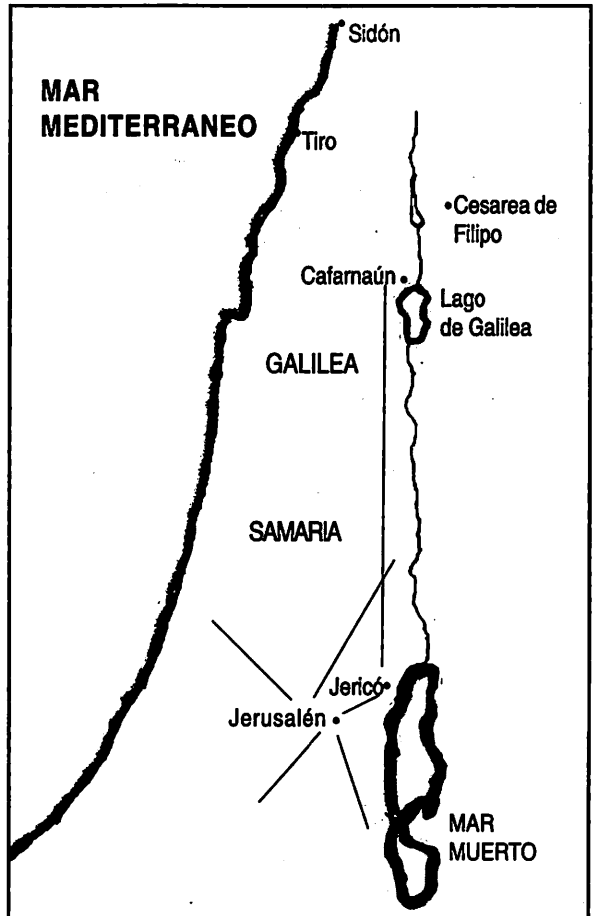 Sidón
MAR
MEDITERRANEO
Tiro
Cesarea de
Filipo
Cafarnaún
Lago
de Galilea
GALILEA
SAMARIA
Jericó
Jerusalén
MAR
MUERTO